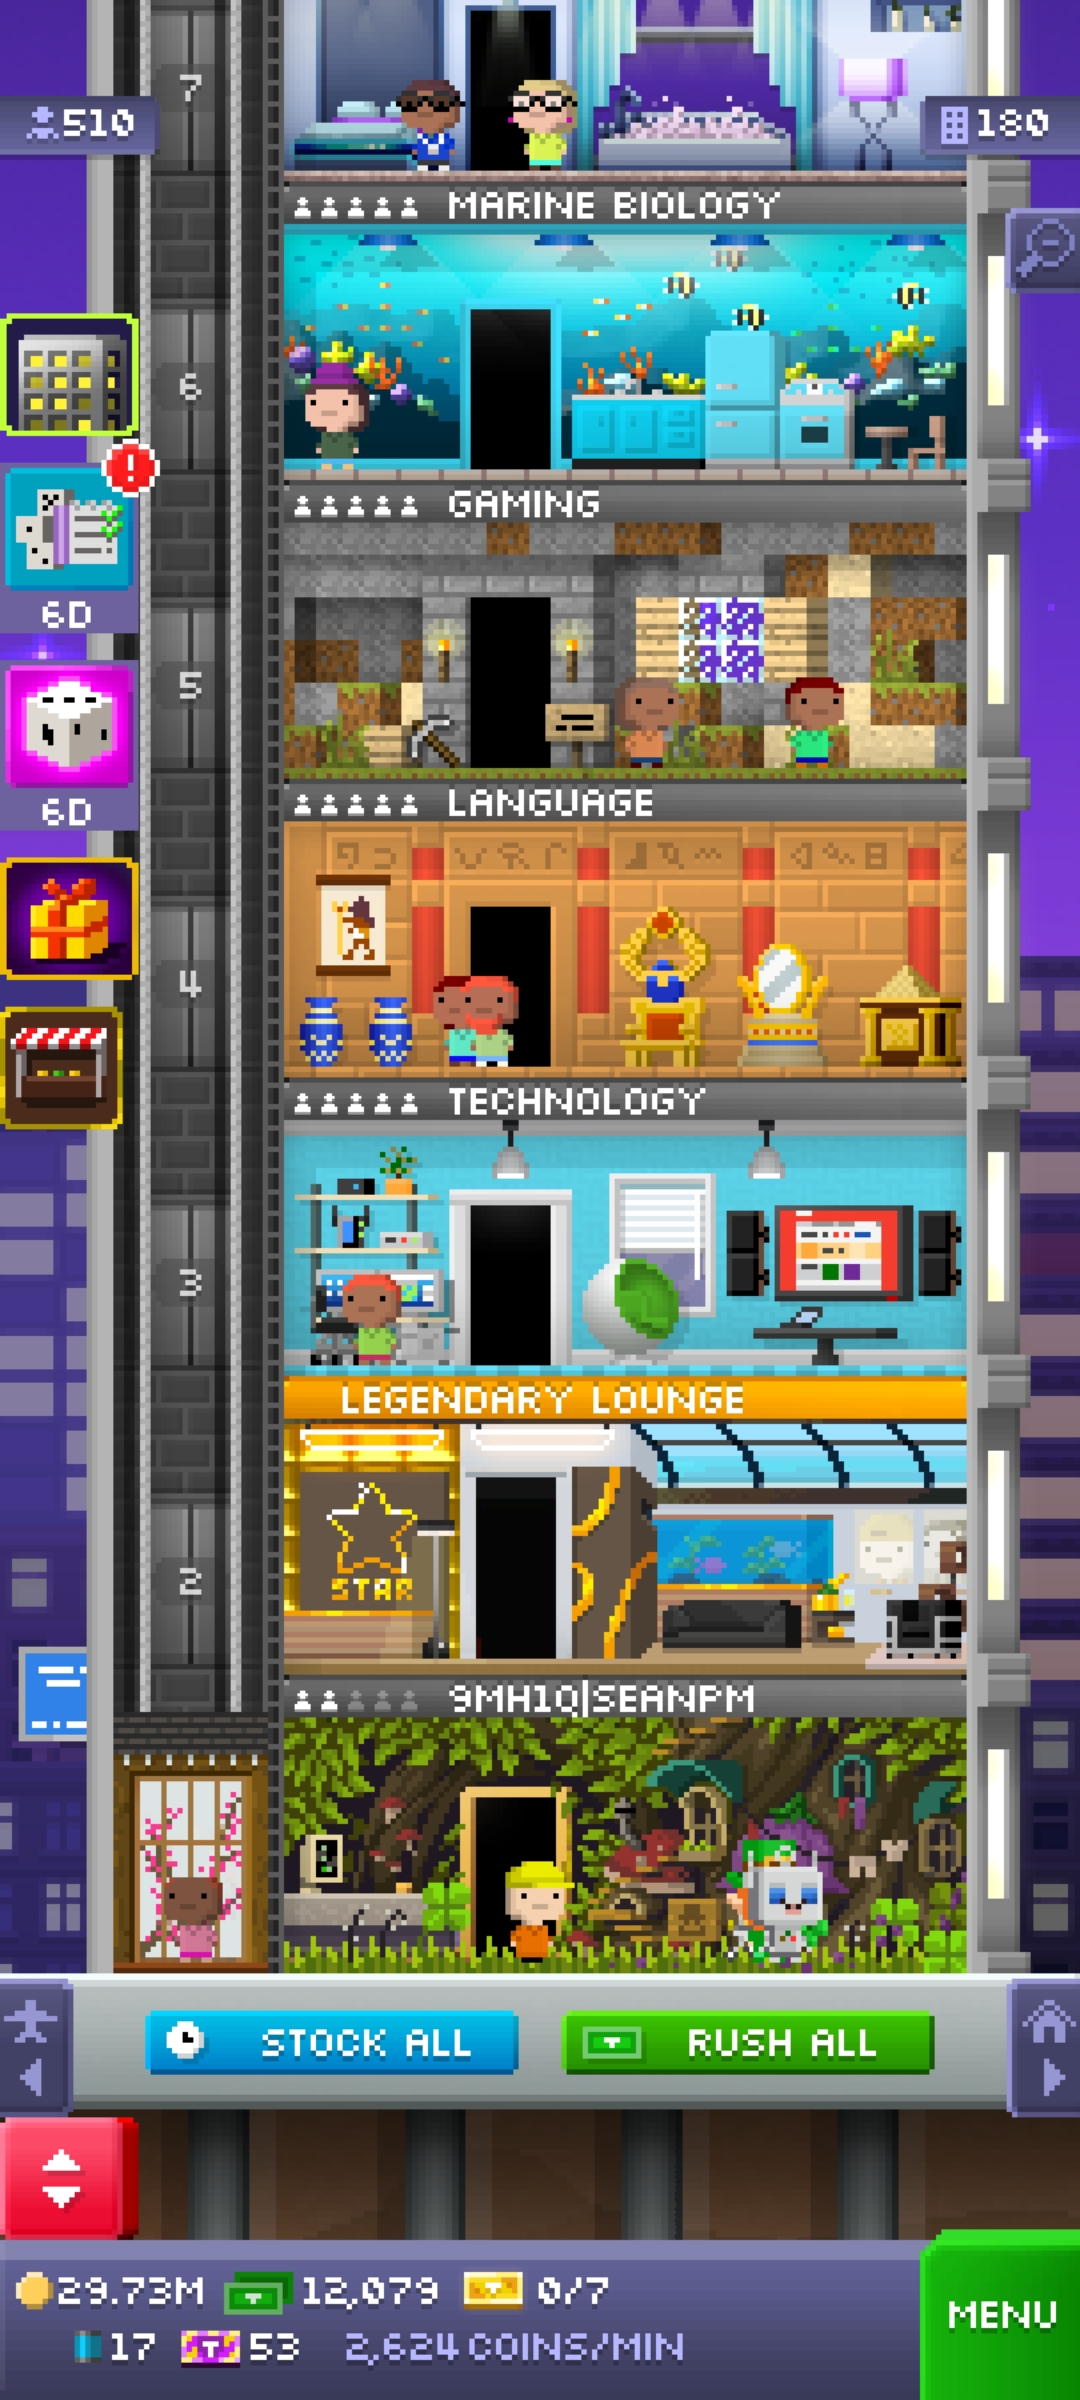 7
510
180
MARINE BIOLOGY
6
GAMING
6D
5
6D
LANGUAGE
4
TECHNOLOGY
3
LEGENDARY LOUNGE
STAR
2
9MH1Q|SEANPM
STOCK ALL
RUSH ALL
29.73M
12,079
0/7
MENU
17
53
2,624 COINS/MIN